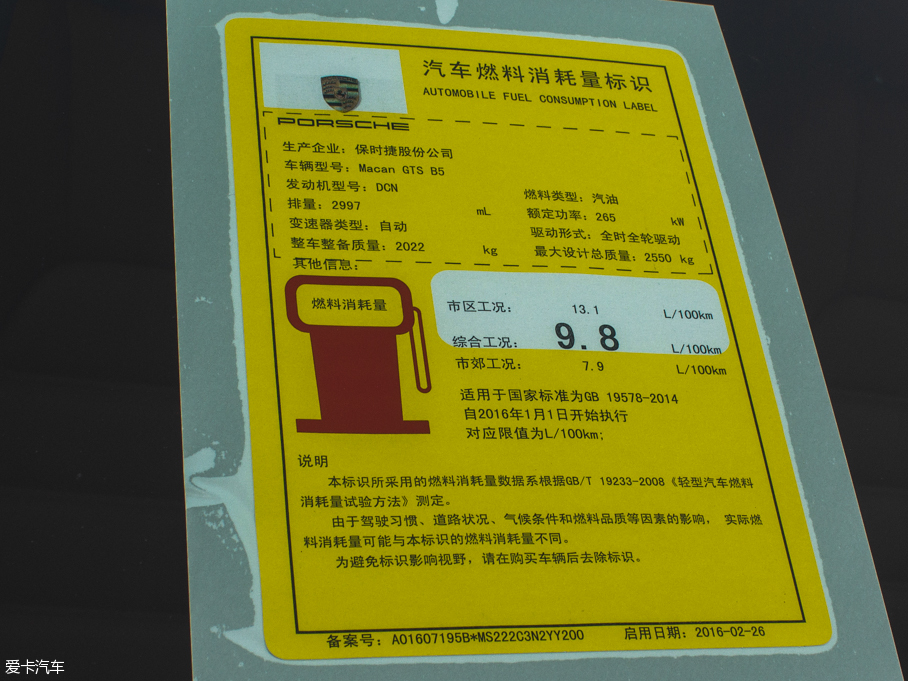 汽车燃料消耗量标识
AUTOMOBILE FUEL CONSUMPTION LABEL
PORSCHE
生产企业：保时捷股份公司
车辆型号：Macan GTS B5
发动机型号：DCN
燃料类型：汽油
排量：2997 mL
额定功率：265 kW
变速器类型：自动
驱动形式：全时全轮驱动
整车整备质量：2022 kg
最大设计总质量：2550 kg
其他信息：
燃料消耗量
市区工况： 13.1 L/100km
综合工况： 9.8 L/100km
市郊工况： 7.9 L/100km
适用于国家标准为GB 19578-2014
自2016年1月1日开始执行
对应限值为L/100km;
说明
本标识所采用的燃料消耗量数据系根据GB/T 19233-2008《轻型汽车燃料
消耗量试验方法》测定。
由于驾驶习惯、道路状况、气候条件和燃料品质等因素的影响，实际燃
料消耗量可能与本标识的燃料消耗量不同。
为避免标识影响视野，请在购买车辆后去除标识。
备案号：A01607195B*MS222C3N2YY200 启用日期：2016-02-26
爱卡汽车